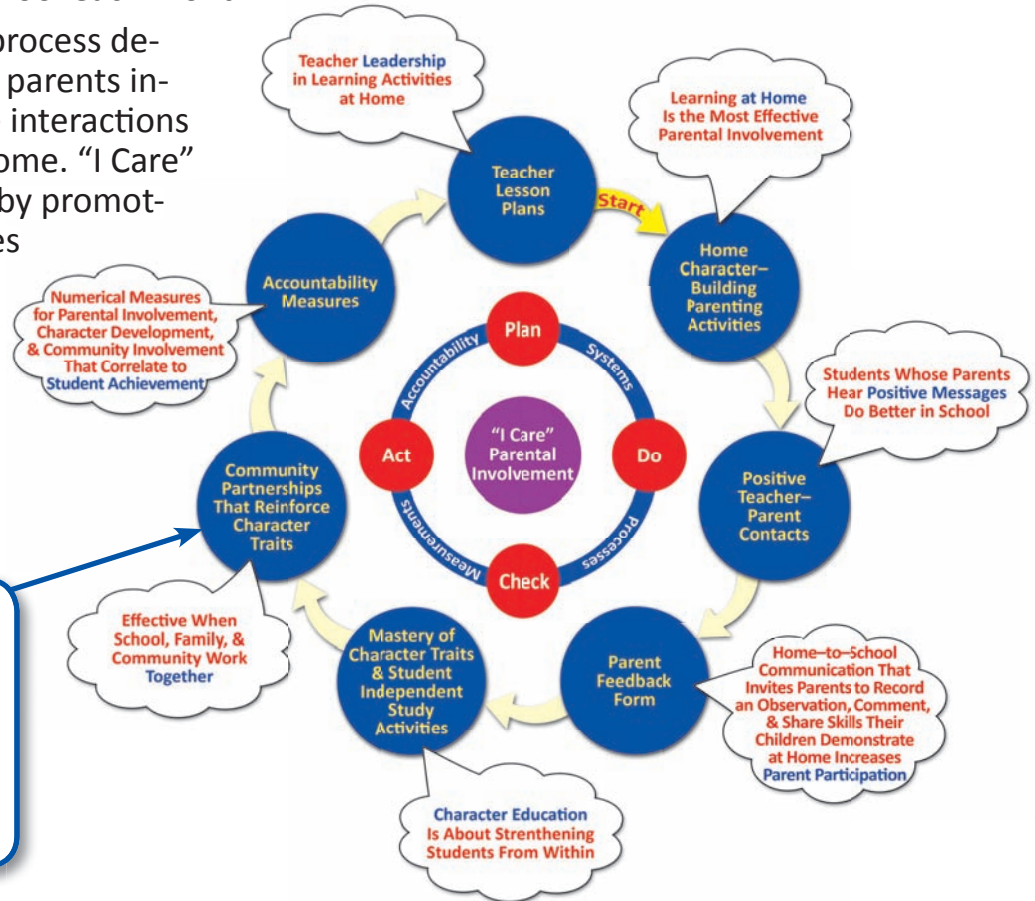 process de-
parents in-
interactions
ome. “I Care”
by promot-
es
Teacher Leadership
in Learning Activities
at Home
Learning at Home
Is the Most Effective
Parental Involvement
Teacher
Lesson
Plans
Start
Home
Character–
Building
Parenting
Activities
Students Whose Parents
Hear Positive Messages
Do Better in School
Positive
Teacher–
Parent
Contacts
Home–to–School
Communication That
Invites Parents to Record
an Observation, Comment,
& Share Skills Their
Children Demonstrate
at Home Increases
Parent Participation
Parent
Feedback
Form
Mastery of
Character Traits
& Student
Independent
Study
Activities
Character Education
Is About Strenthening
Students From Within
Community
Partnerships
That Reinforce
Character
Traits
Effective When
School, Family, &
Community Work
Together
Accountability
Measures
Numerical Measures
for Parental Involvement,
Character Development,
& Community Involvement
That Correlate to
Student Achievement
Plan
Systems
Do
Processes
Check
Measurements
Act
Accountability
“I Care”
Parental
Involvement